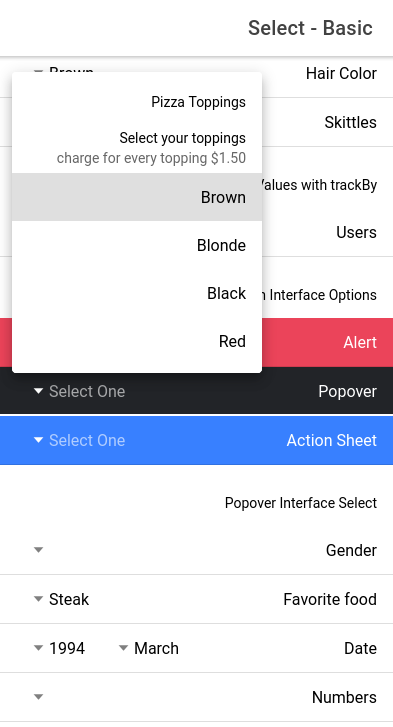 Select - Basic
Hair Color
Brown
Skittles
Values with trackBy
Users
Interface Options
Pizza Toppings
Select your toppings
charge for every topping $1.50
Brown
Blonde
Black
Red
Alert
Popover
Select One
Action Sheet
Select One
Popover Interface Select
Gender
Favorite food
Steak
Date
March
1994
Numbers